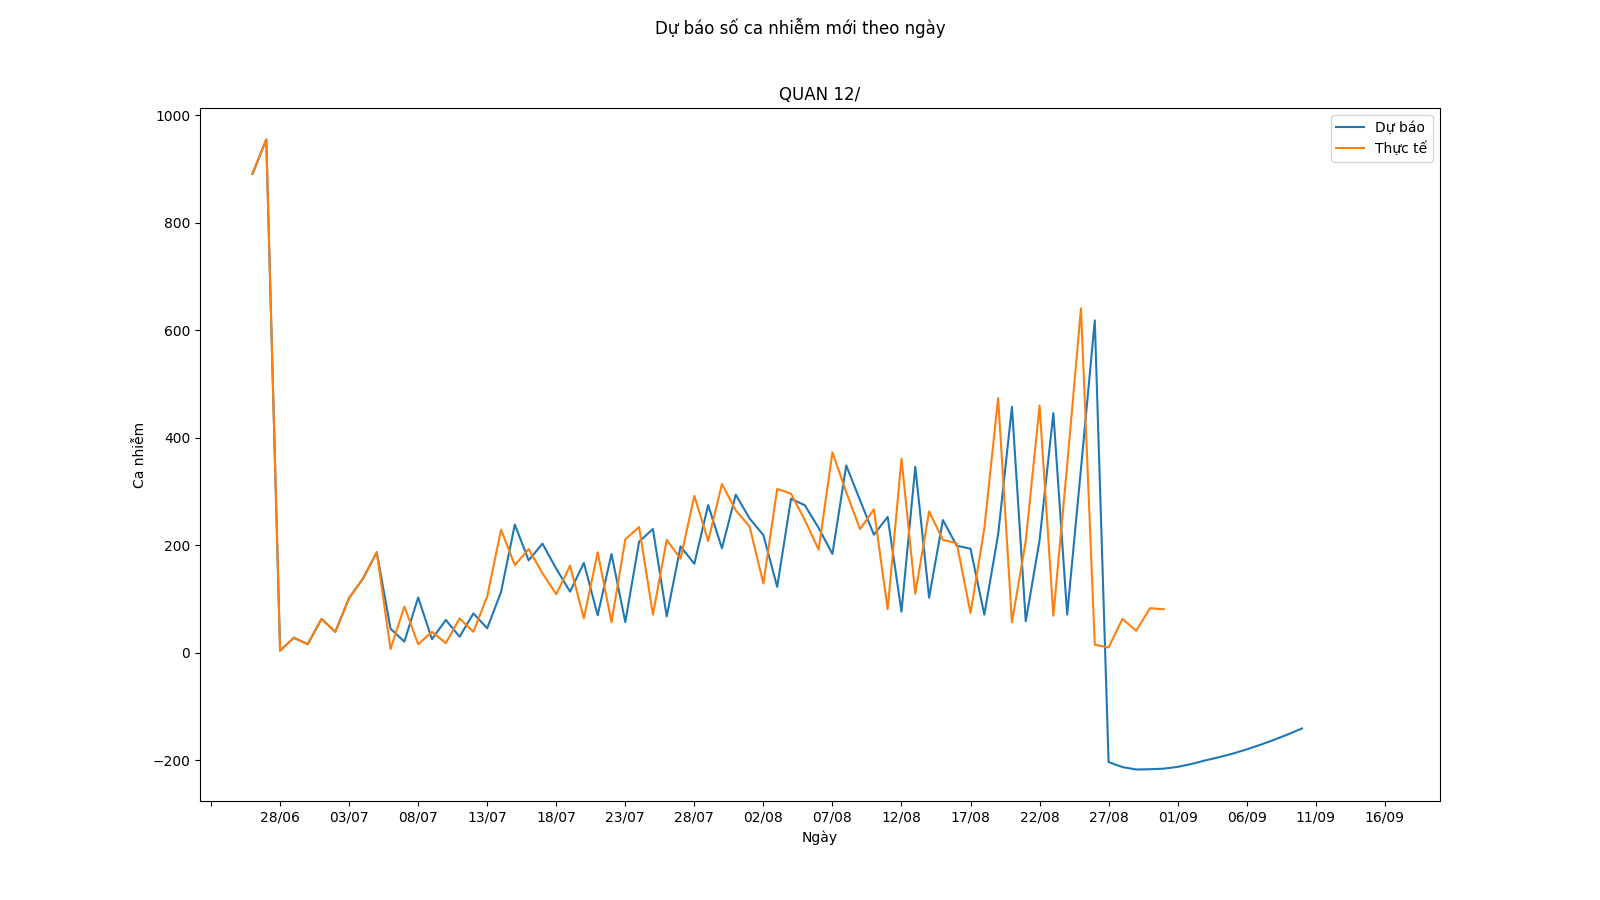 Dự báo số ca nhiễm mới theo ngày
QUAN 12/
Dự báo
Thực tế
1000
800
600
400
200
0
−200
Ca nhiễm
28/06 03/07 08/07 13/07 18/07 23/07 28/07 02/08 07/08 12/08 17/08 22/08 27/08 01/09 06/09 11/09 16/09
Ngày